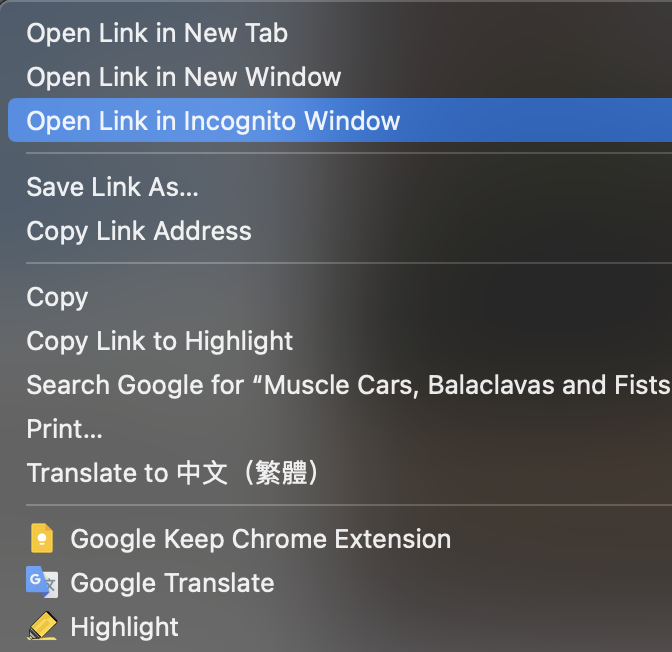 Open Link in New Tab
Open Link in New Window
Open Link in Incognito Window
Save Link As...
Copy Link Address
Copy
Copy Link to Highlight
Search Google for “Muscle Cars, Balaclavas and Fists
Print...
Translate to 中文（繁體）
Google Keep Chrome Extension
G 文 Google Translate
Highlight